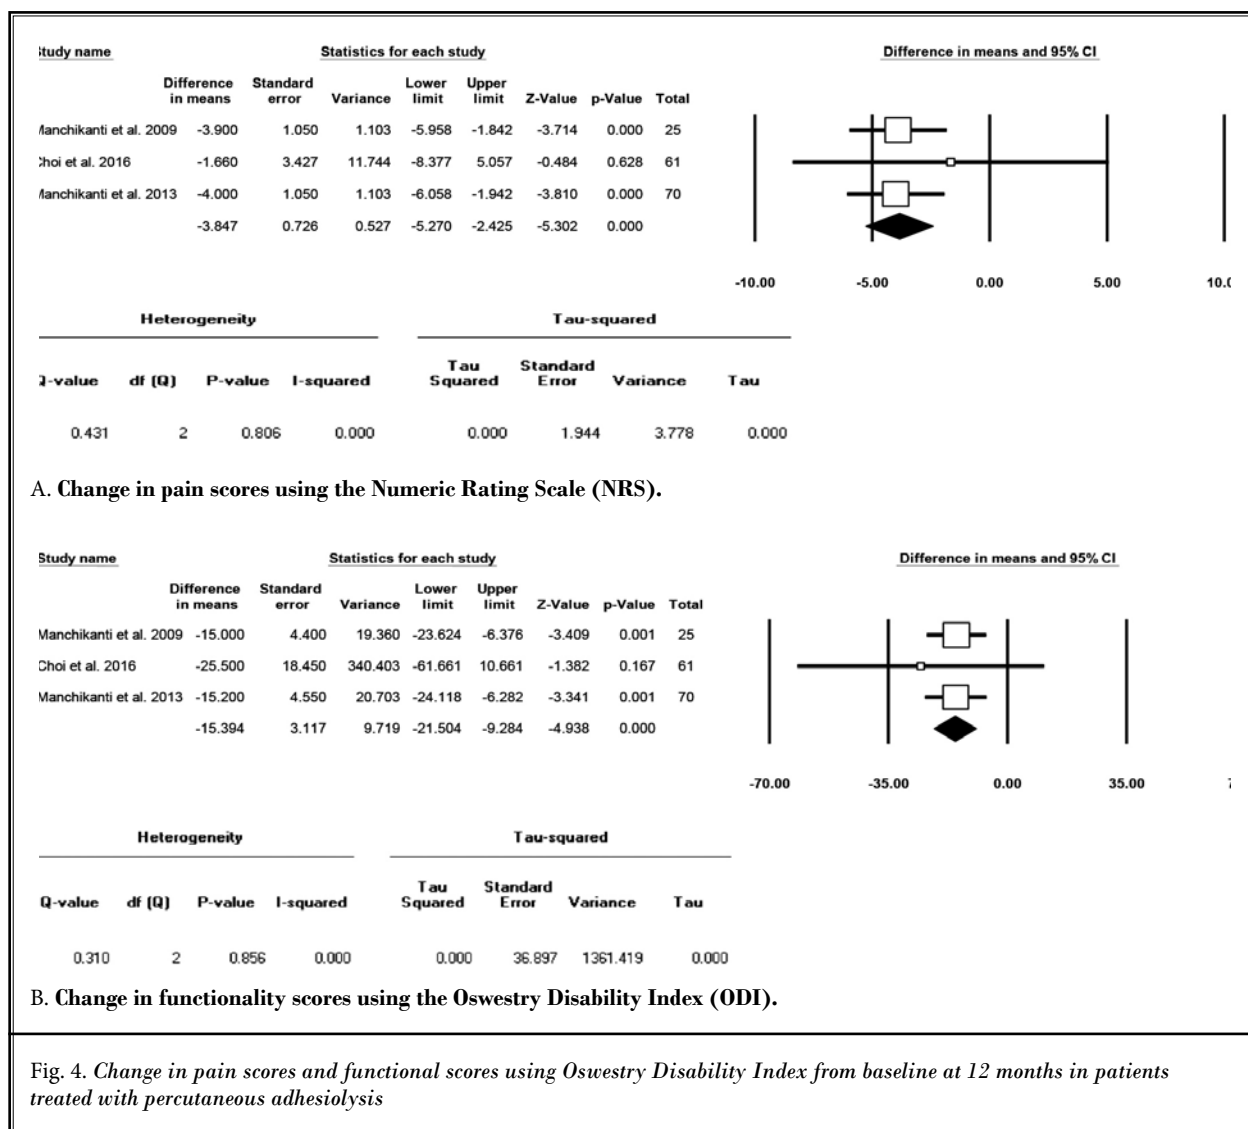 Study name Statistics for each study Difference in means and 95% CI
Difference in means Standard error Variance Lower limit Upper limit Z-Value p-Value Total
Manchikanti et al. 2009 -3.900 1.050 1.103 -5.958 -1.842 -3.714 0.000 25
Choi et al. 2016 -1.660 3.427 11.744 -8.377 5.057 -0.484 0.628 61
Manchikanti et al. 2013 -4.000 1.050 1.103 -6.058 -1.942 -3.810 0.000 70
-3.847 0.726 0.527 -5.270 -2.425 -5.302 0.000
-10.00 -5.00 0.00 5.00 10.0
Heterogeneity Tau-squared
Q-value df (Q) P-value I-squared Tau Squared Standard Error Variance Tau
0.431 2 0.806 0.000 0.000 1.944 3.778 0.000
A. Change in pain scores using the Numeric Rating Scale (NRS).
Study name Statistics for each study Difference in means and 95% CI
Difference in means Standard error Variance Lower limit Upper limit Z-Value p-Value Total
Manchikanti et al. 2009 -15.000 4.400 19.360 -23.624 -6.376 -3.409 0.001 25
Choi et al. 2016 -25.500 18.450 340.403 -61.661 10.661 -1.382 0.167 61
Manchikanti et al. 2013 -15.200 4.550 20.703 -24.118 -6.282 -3.341 0.001 70
-15.394 3.117 9.719 -21.504 -9.284 -4.938 0.000
-70.00 -35.00 0.00 35.00
Heterogeneity Tau-squared
Q-value df (Q) P-value I-squared Tau Squared Standard Error Variance Tau
0.310 2 0.856 0.000 0.000 36.897 1361.419 0.000
B. Change in functionality scores using the Oswestry Disability Index (ODI).
Fig. 4. Change in pain scores and functional scores using Oswestry Disability Index from baseline at 12 months in patients
treated with percutaneous adhesiolysis